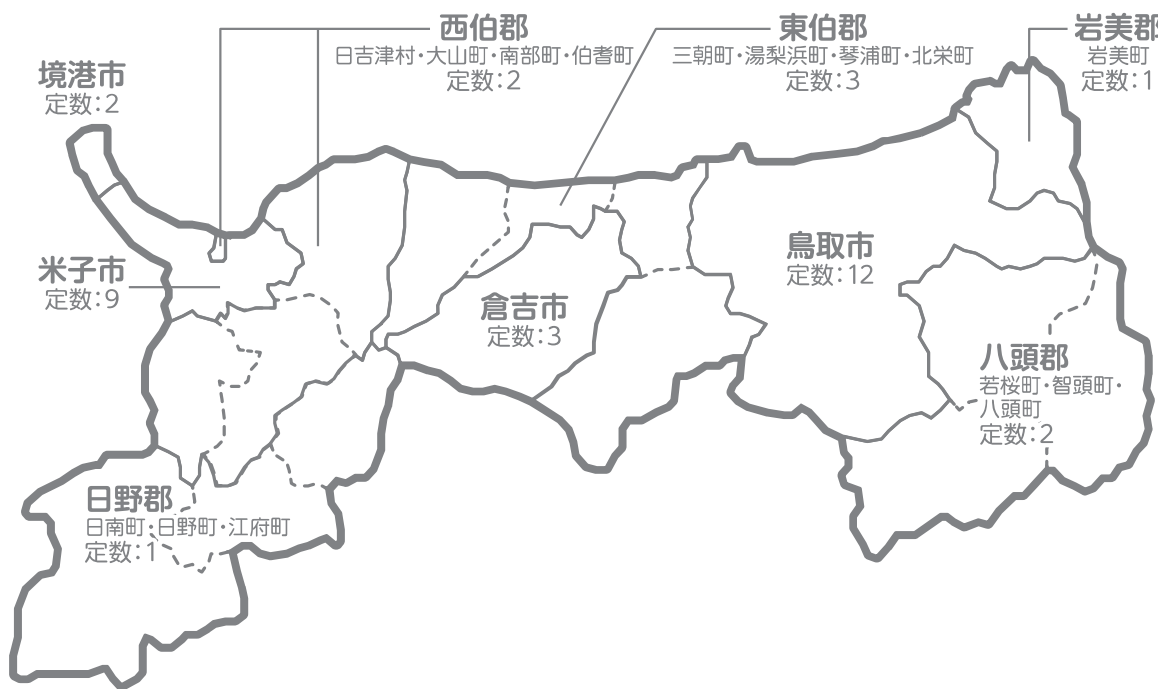 西伯郡
日吉津村・大山町・南部町・伯耆町
定数：2
東伯郡
三朝町・湯梨浜町・琴浦町・北栄町
定数：3
岩美郡
岩美町
定数：1
境港市
定数：2
米子市
定数：9
倉吉市
定数：3
鳥取市
定数：12
八頭郡
若桜町・智頭町・
八頭町
定数：2
日野郡
日南町・日野町・江府町
定数：1